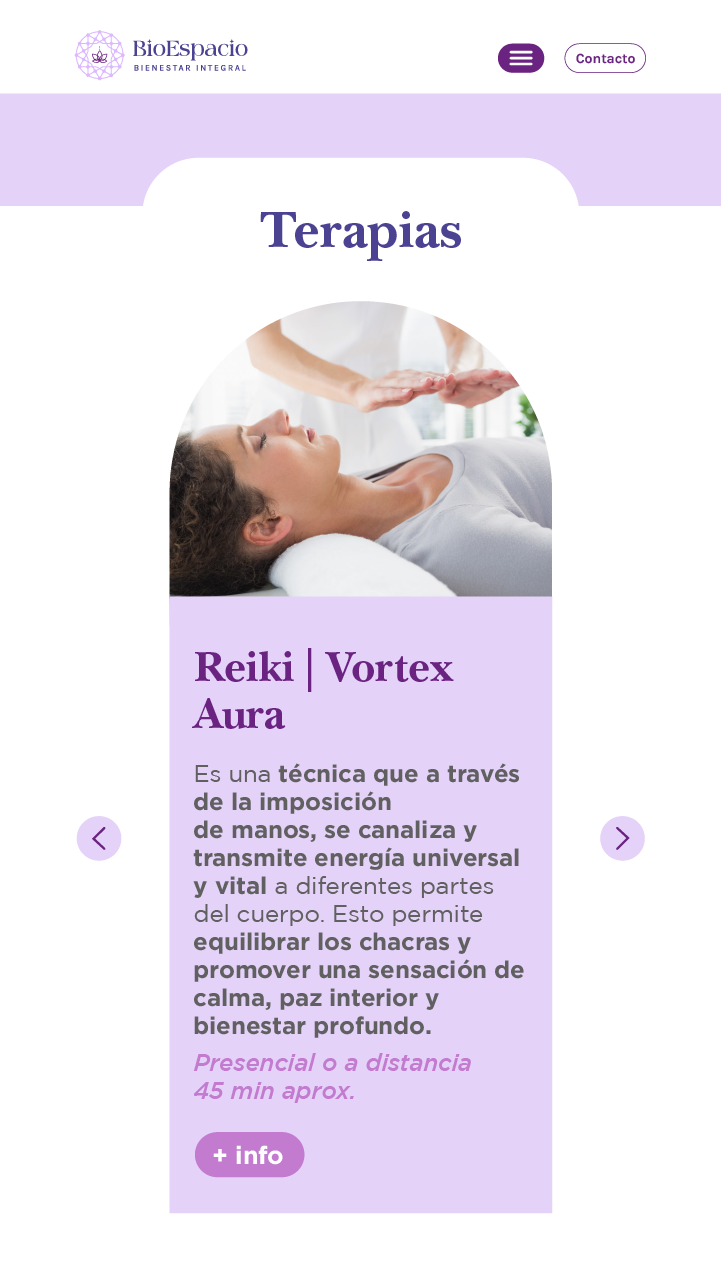 BioEspacio
BIENESTAR INTEGRAL
Contacto
Terapias
Reiki | Vortex
Aura
Es una técnica que a través
de la imposición
de manos, se canaliza y
transmite energía universal
y vital a diferentes partes
del cuerpo. Esto permite
equilibrar los chacras y
promover una sensación de
calma, paz interior y
bienestar profundo.
Presencial o a distancia
45 min aprox.
+ info